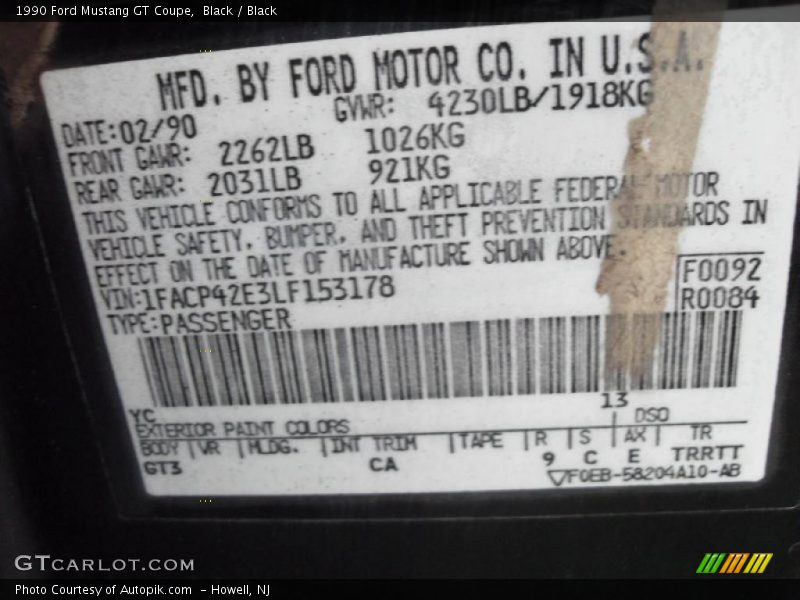 1990 Ford Mustang GT Coupe, Black / Black
MFD. BY FORD MOTOR CO. IN U.S.A.
DATE:02/90 GVWR: 4230LB/1918KG
FRONT GAWR: 2262LB 1026KG
REAR GAWR: 2031LB 921KG
THIS VEHICLE CONFORMS TO ALL APPLICABLE FEDERAL MOTOR
VEHICLE SAFETY, BUMPER, AND THEFT PREVENTION STANDARDS IN
EFFECT ON THE DATE OF MANUFACTURE SHOWN ABOVE.
VIN:1FACP42E3LF153178 F0092
TYPE:PASSENGER R0084
YC 13
EXTERIOR PAINT COLORS DSO
BODY VR MLDG. INT TRIM TAPE R S AX TR
GT3 CA 9 C E TRRTT
F0EB-58204A10-AB
GTCARLOT.COM
Photo Courtesy of Autopik.com - Howell, NJ